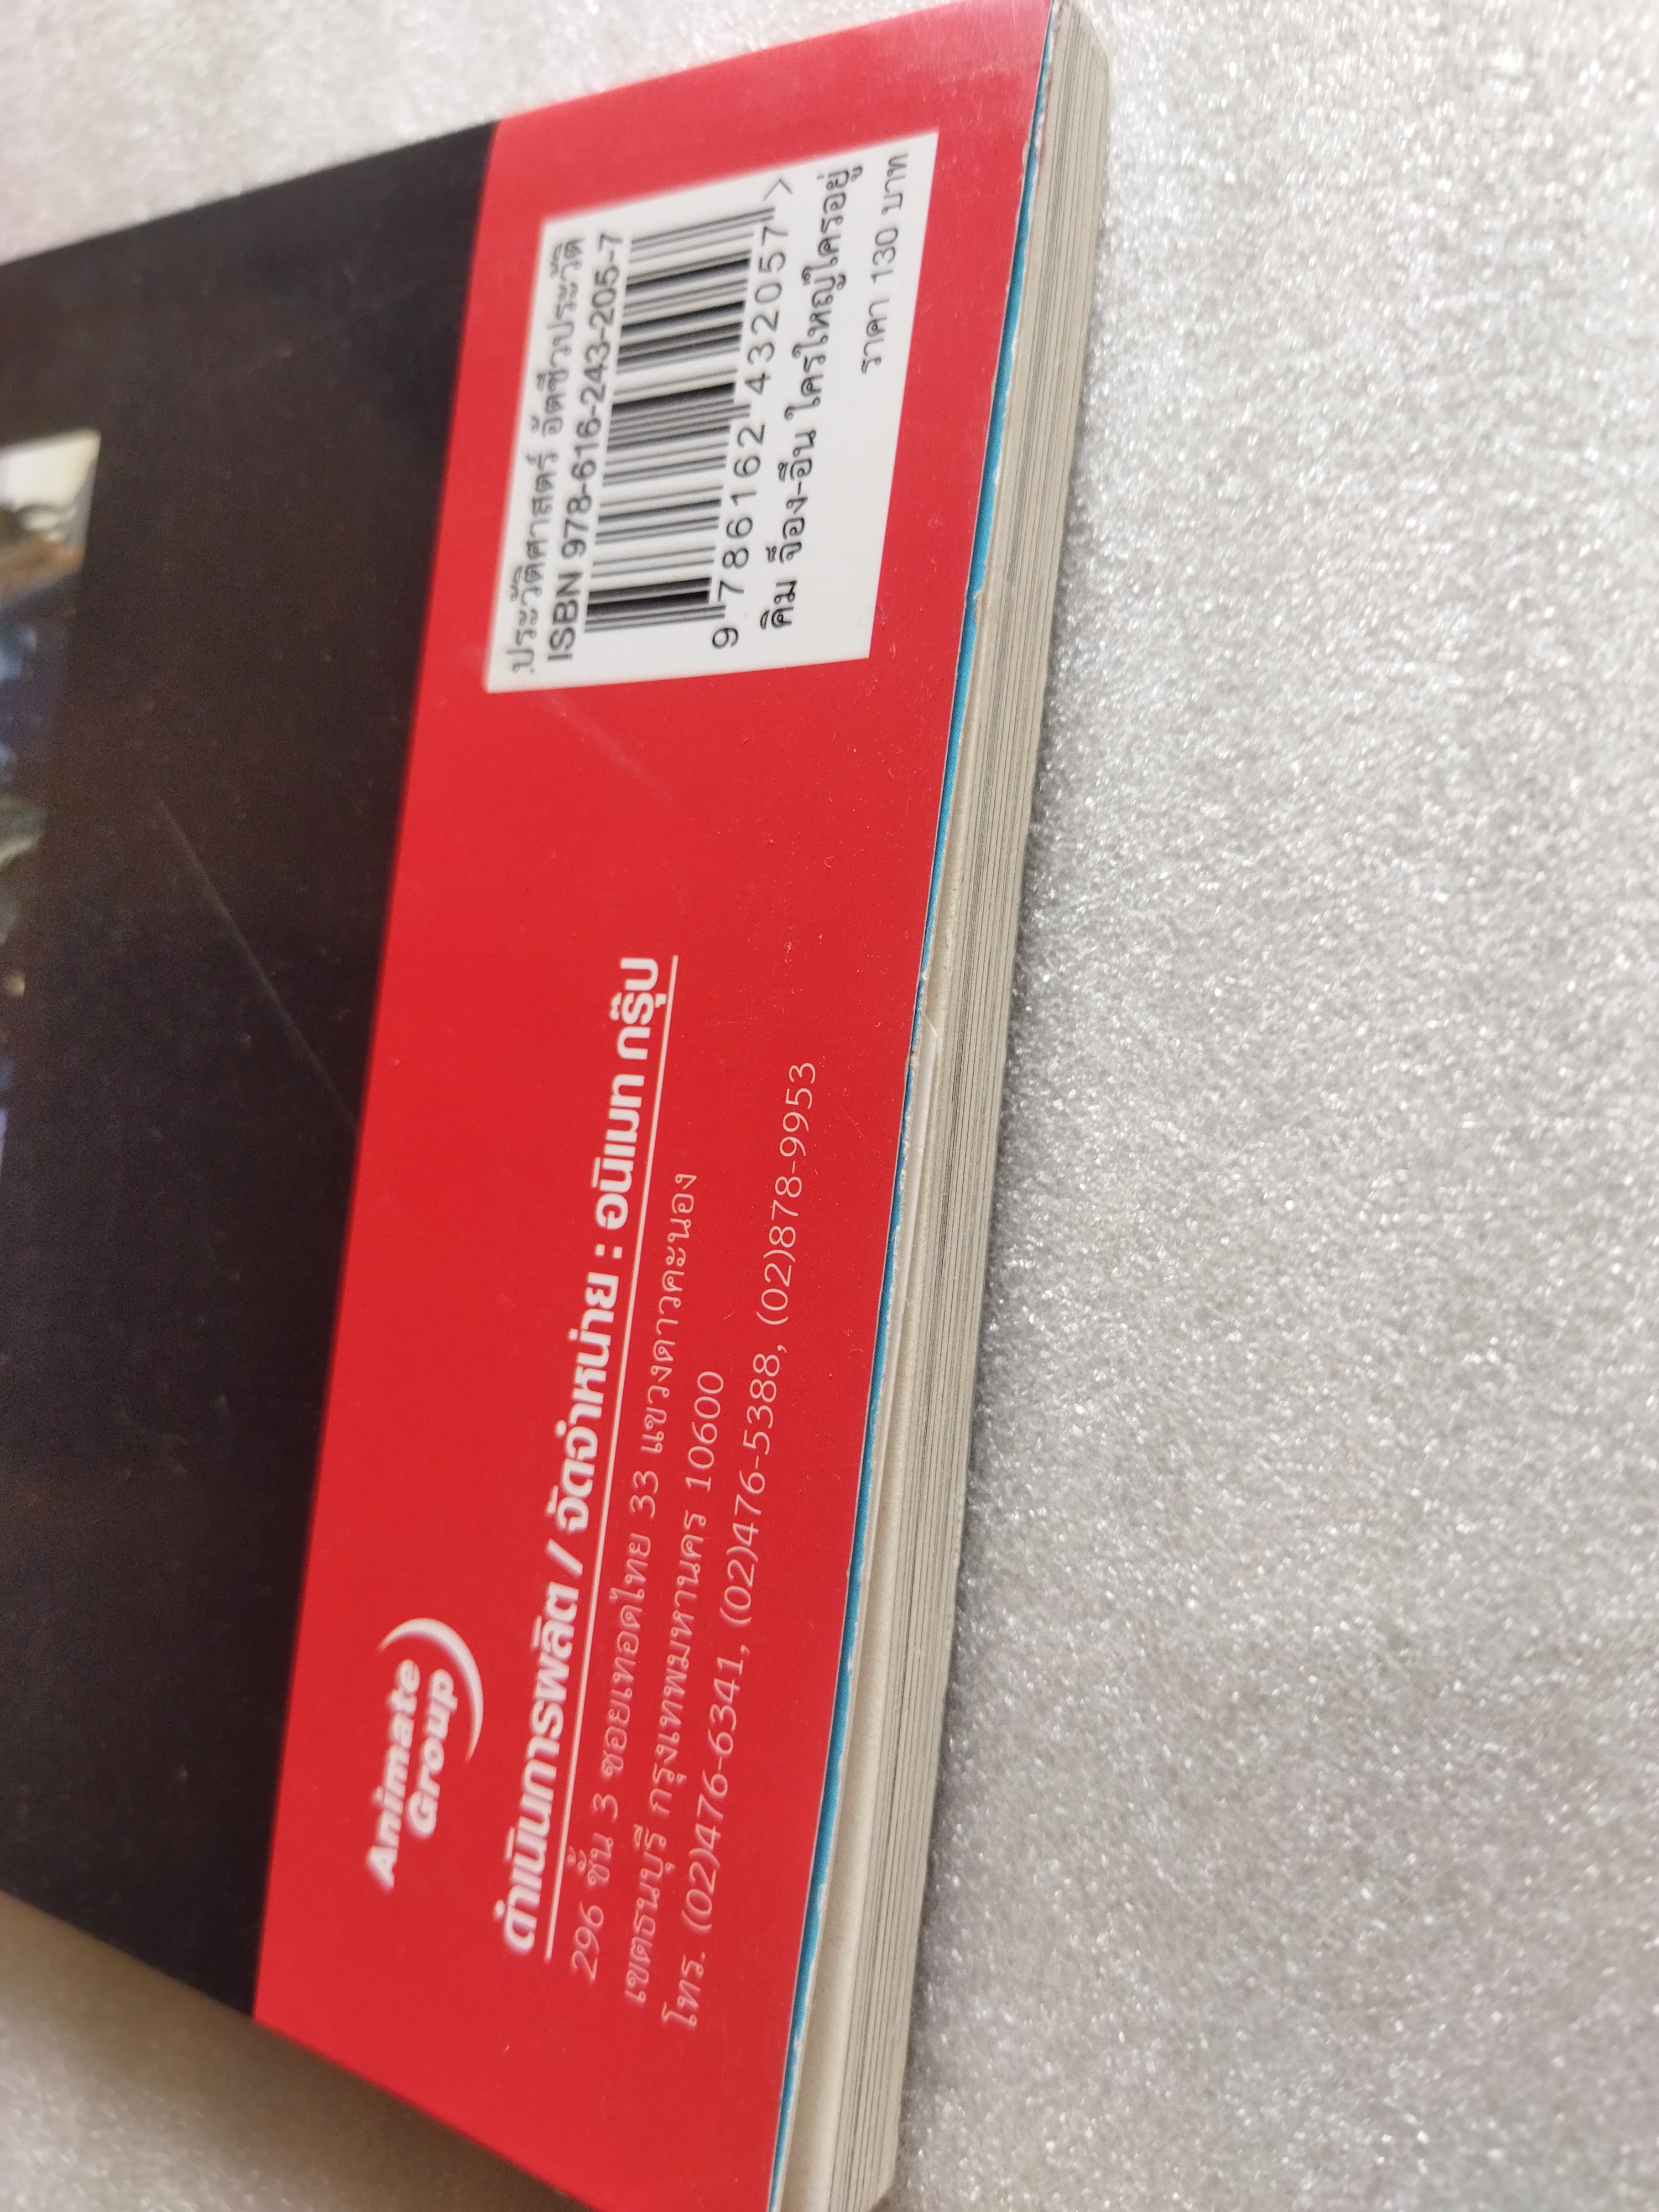 Animate
Group
ดำเนินการผลิต / จัดจำหน่าย : อนิเมท กรุ๊ป
296 ชั้น 3 ซอยเทอดไทย 33 แขวงดาวคะนอง
เขตธนบุรี กรุงเทพมหานคร 10600
โทร. (02)476-6341, (02)476-5388, (02)878-9953
ประวัติศาสตร์ อัตชีวประวัติ
ISBN 978-616-243-205-7
9 786162 432057 >
คิม จ็อง-อึน ใครใหญ่ใครอยู่
ราคา 130 บาท